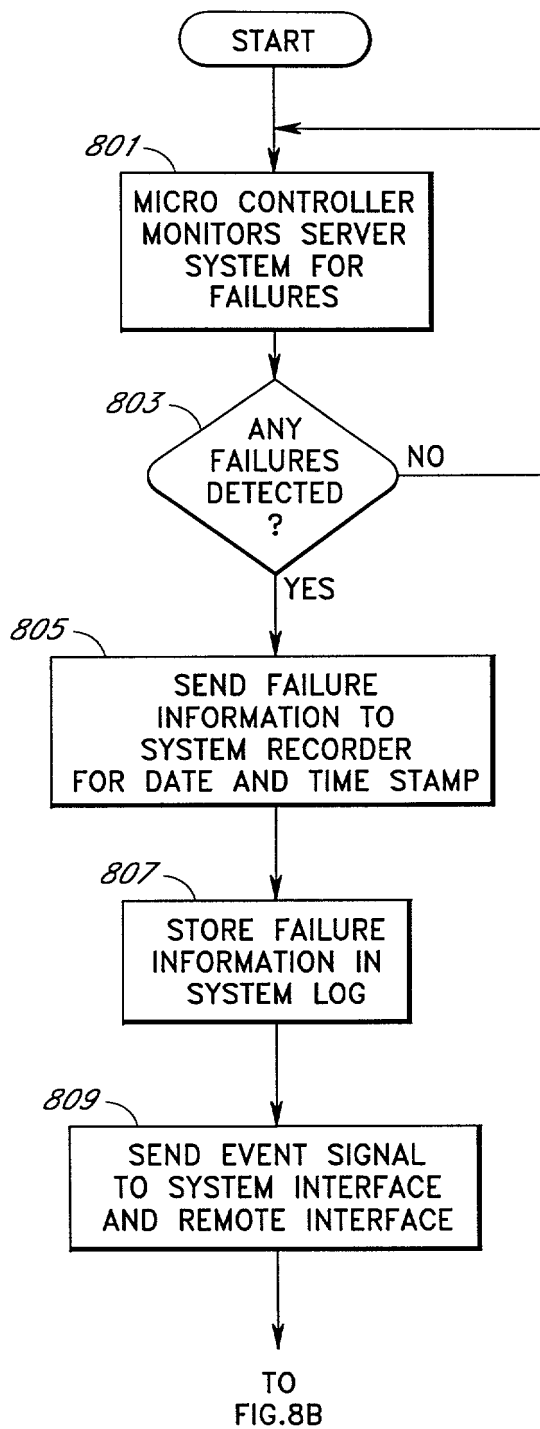 START
801
MICRO CONTROLLER
MONITORS SERVER
SYSTEM FOR
FAILURES
803
ANY
FAILURES
DETECTED
?
NO
YES
805
SEND FAILURE
INFORMATION TO
SYSTEM RECORDER
FOR DATE AND TIME STAMP
807
STORE FAILURE
INFORMATION IN
SYSTEM LOG
809
SEND EVENT SIGNAL
TO SYSTEM INTERFACE
AND REMOTE INTERFACE
TO
FIG.8B